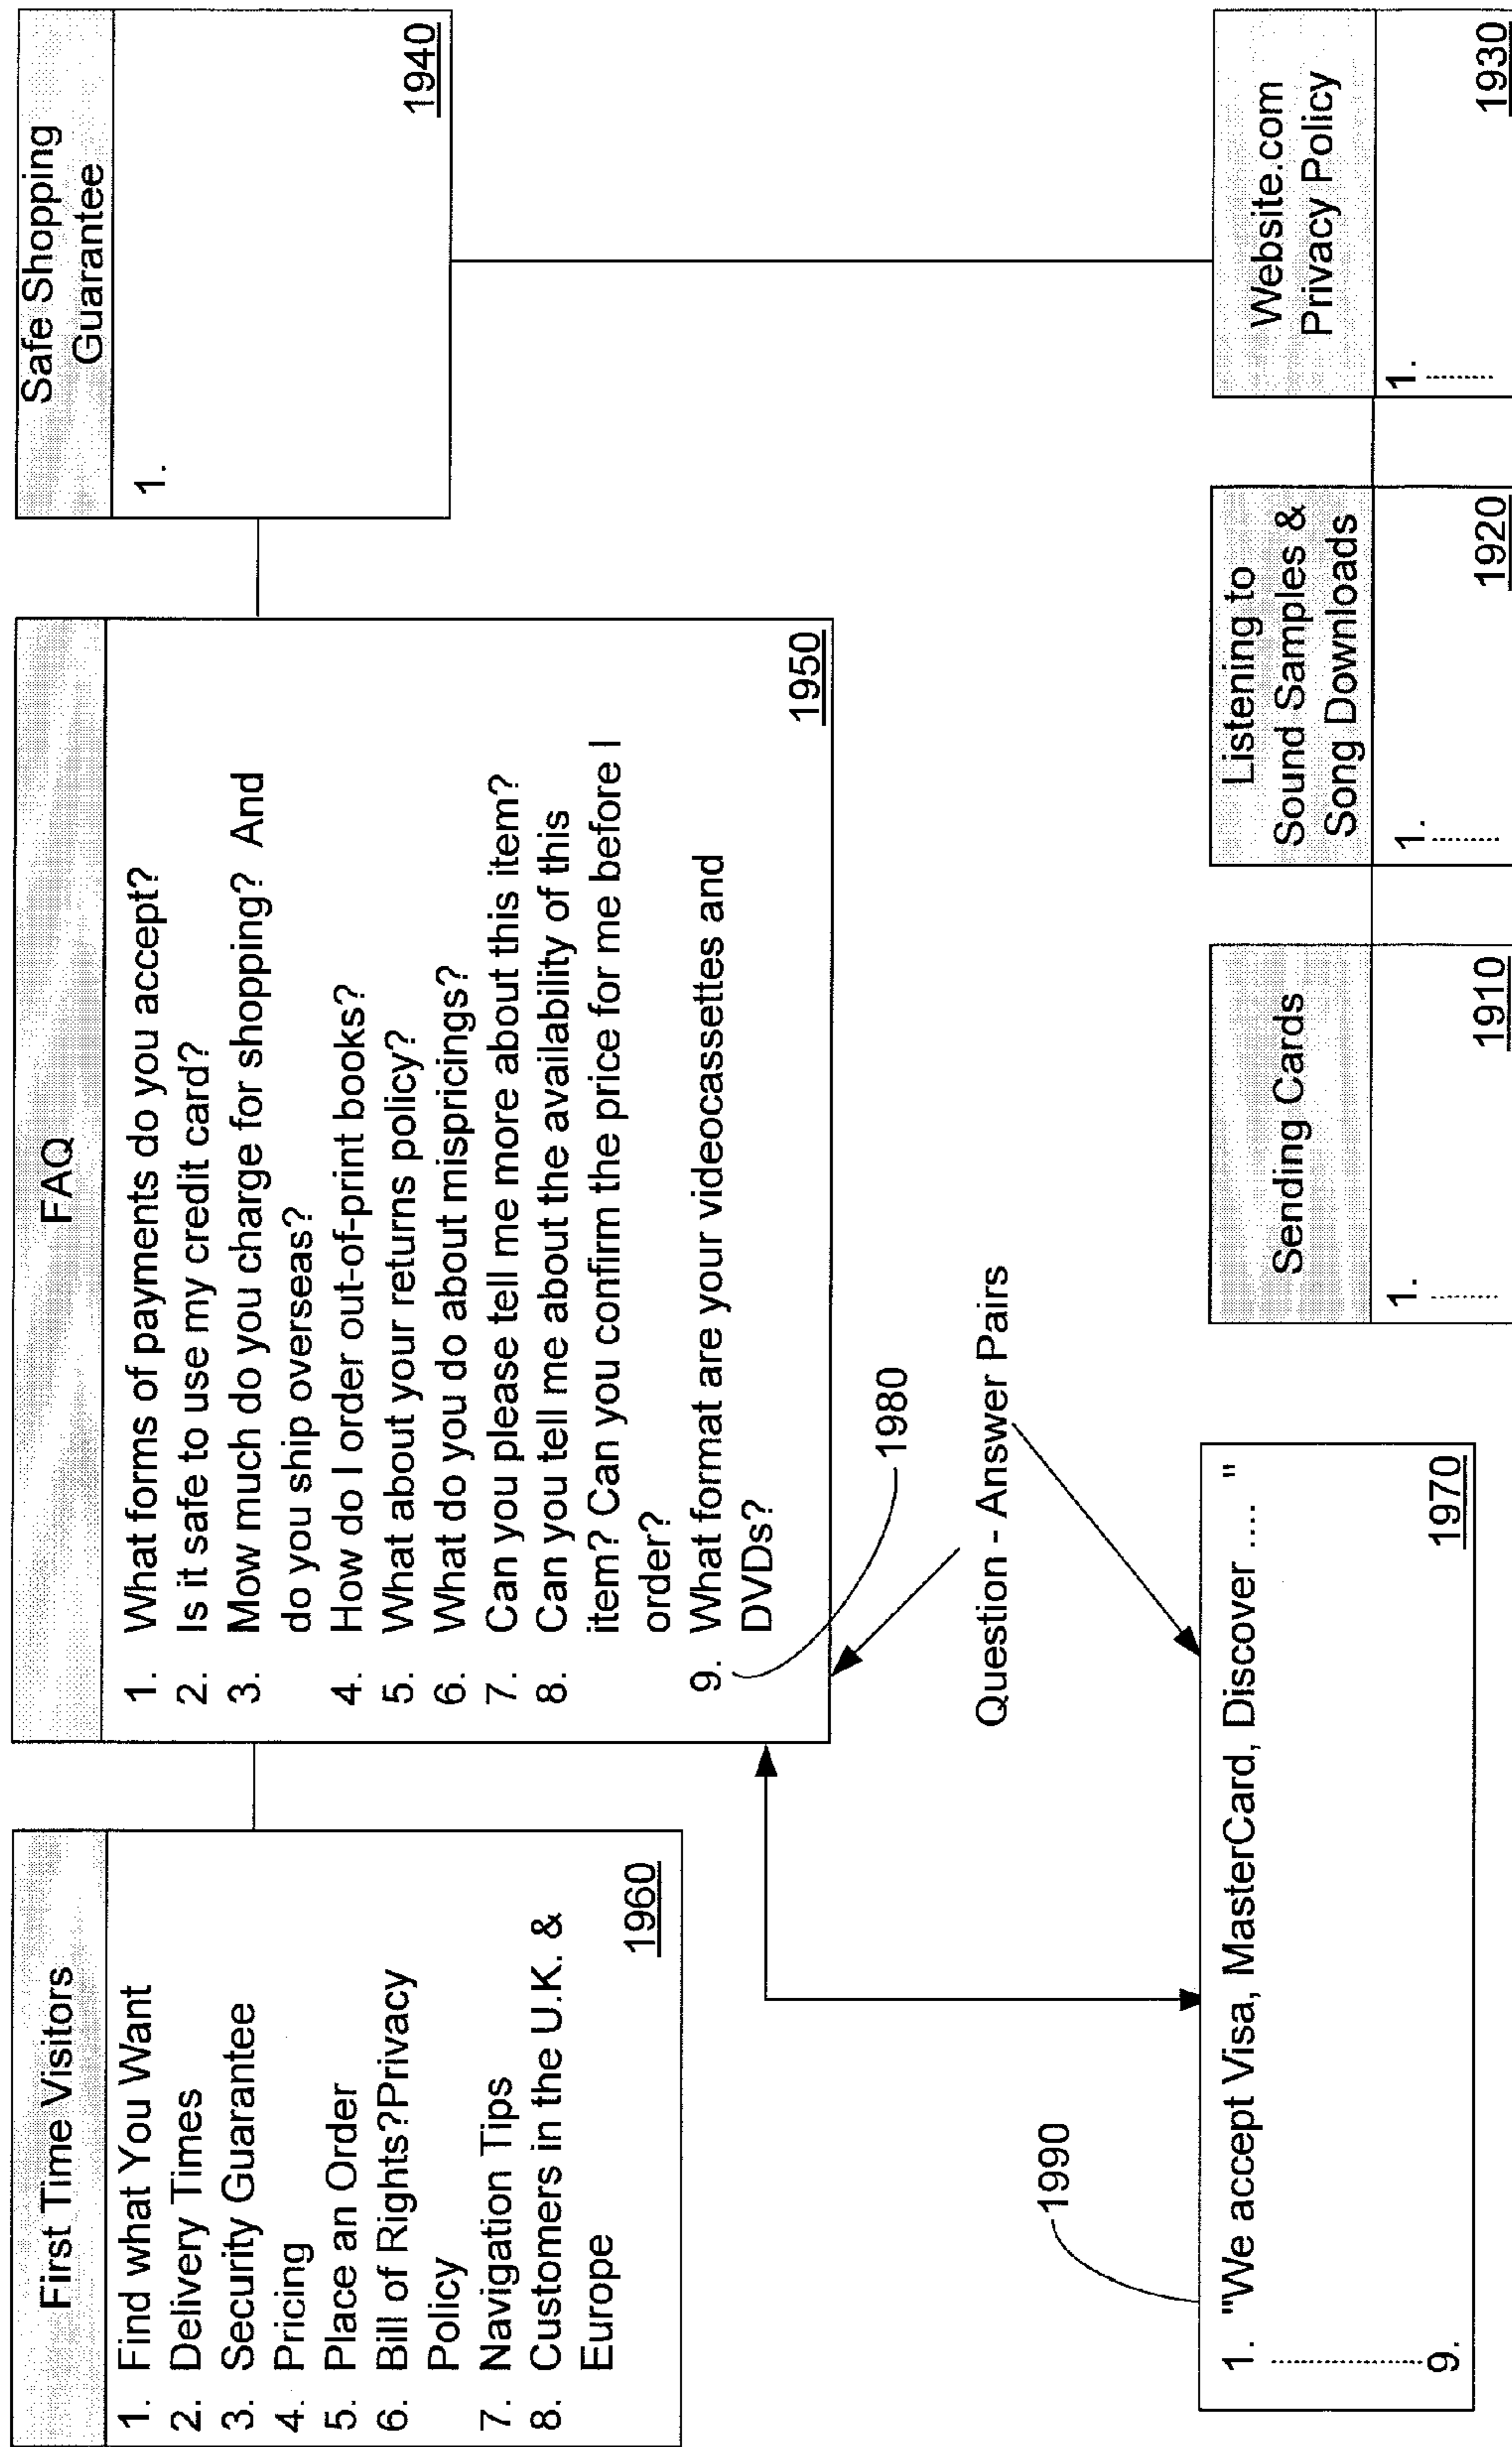 First Time Visitors
1. Find what You Want
2. Delivery Times
3. Security Guarantee
4. Pricing
5. Place an Order
6. Bill of Rights?Privacy
Policy
7. Navigation Tips
8. Customers in the U.K. &
Europe
1960
FAQ
1. What forms of payments do you accept?
2. Is it safe to use my credit card?
3. Mow much do you charge for shopping? And
do you ship overseas?
4. How do I order out-of-print books?
5. What about your returns policy?
6. What do you do about mispricings?
7. Can you please tell me more about this item?
8. Can you tell me about the availability of this
item? Can you confirm the price for me before I
order?
9. What format are your videocassettes and
DVDs?
1950
Safe Shopping
Guarantee
1.
1940
1980
Question - Answer Pairs
1990
1. "We accept Visa, MasterCard, Discover .... "
9.
1970
Sending Cards
1.
1910
Listening to
Sound Samples &
Song Downloads
1.
1920
Website.com
Privacy Policy
1.
1930